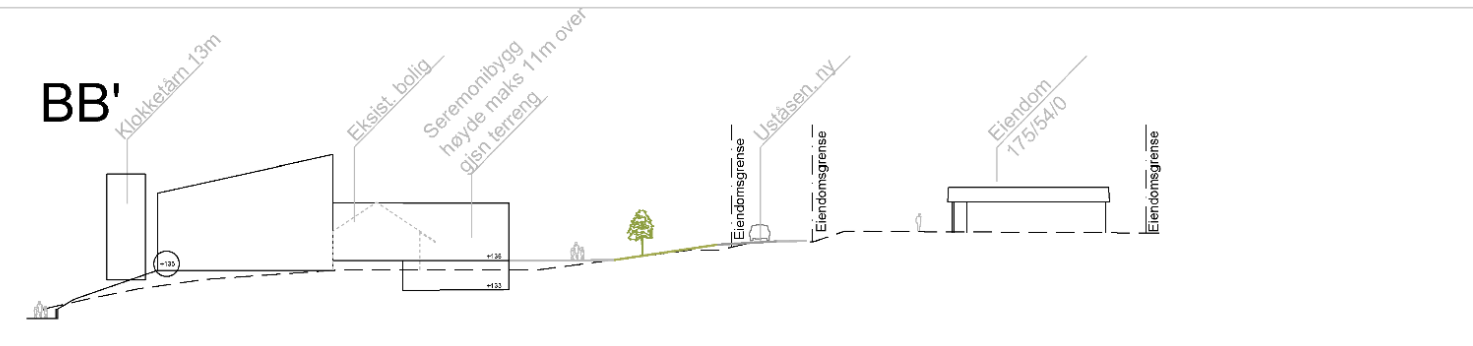 BB'
Klokketårn 13m
Eksist. bolig
Seremonibygg
høyde maks 11m over
gjsn terreng
Uståsen, ny
Eiendom
175/54/0
Eiendomsgrense
Eiendomsgrense
Eiendomsgrense
+135
+136
+133